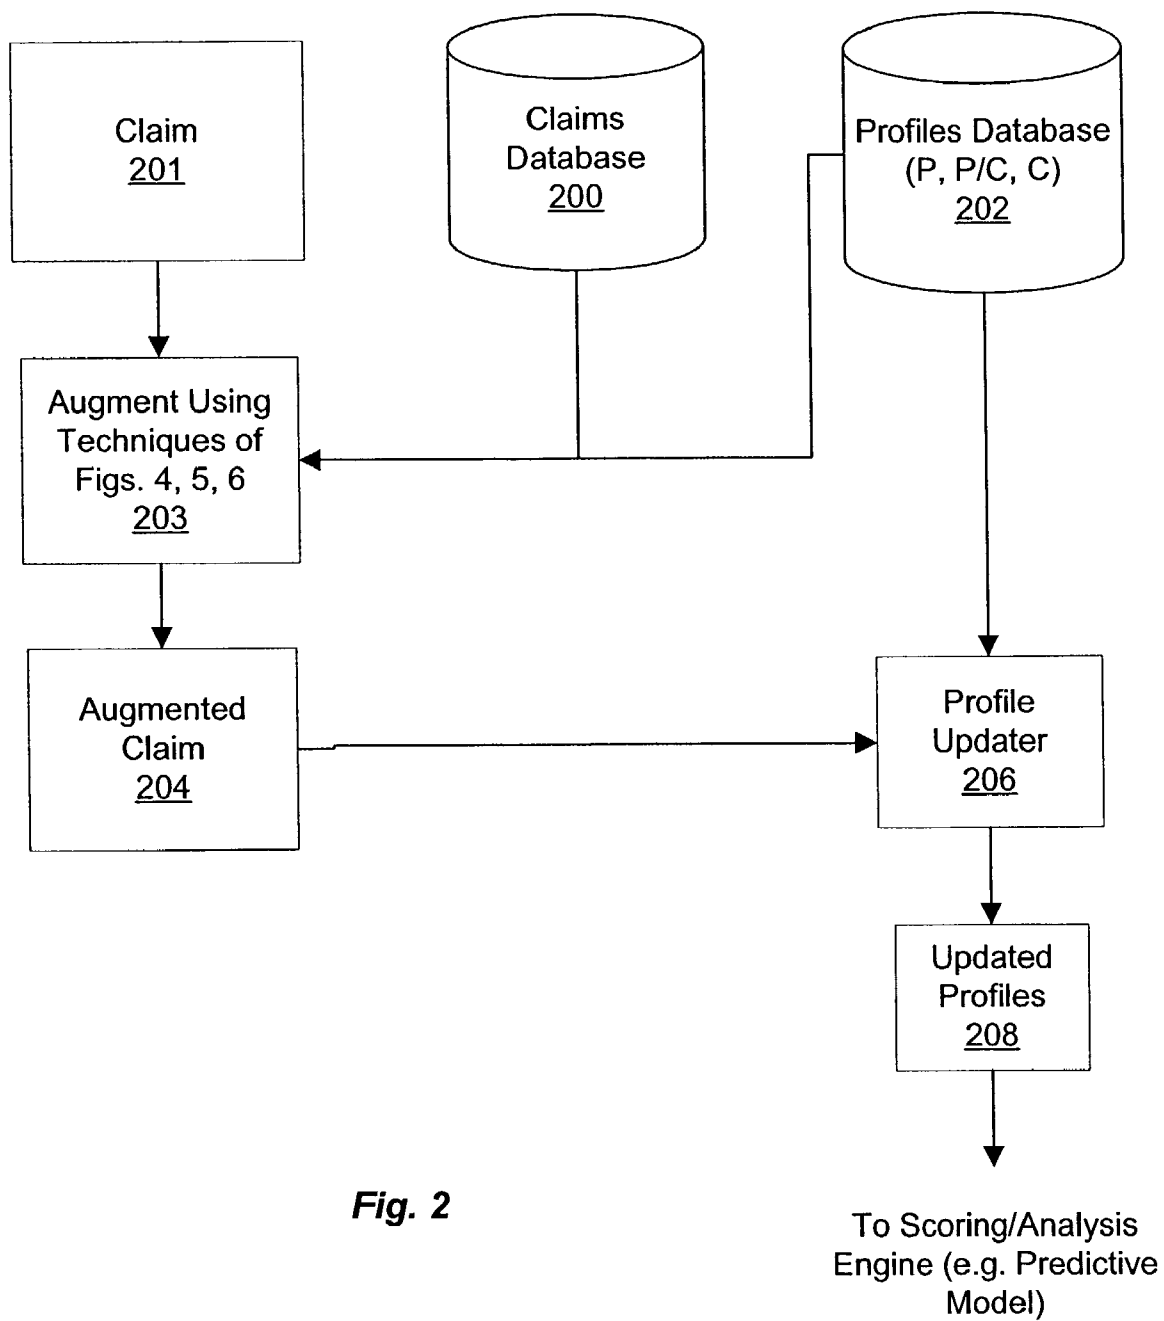 Claim
201
Claims
Database
200
Profiles Database
(P, P/C, C)
202
Augment Using
Techniques of
Figs. 4, 5, 6
203
Augmented
Claim
204
Profile
Updater
206
Updated
Profiles
208
Fig. 2
To Scoring/Analysis
Engine (e.g. Predictive
Model)